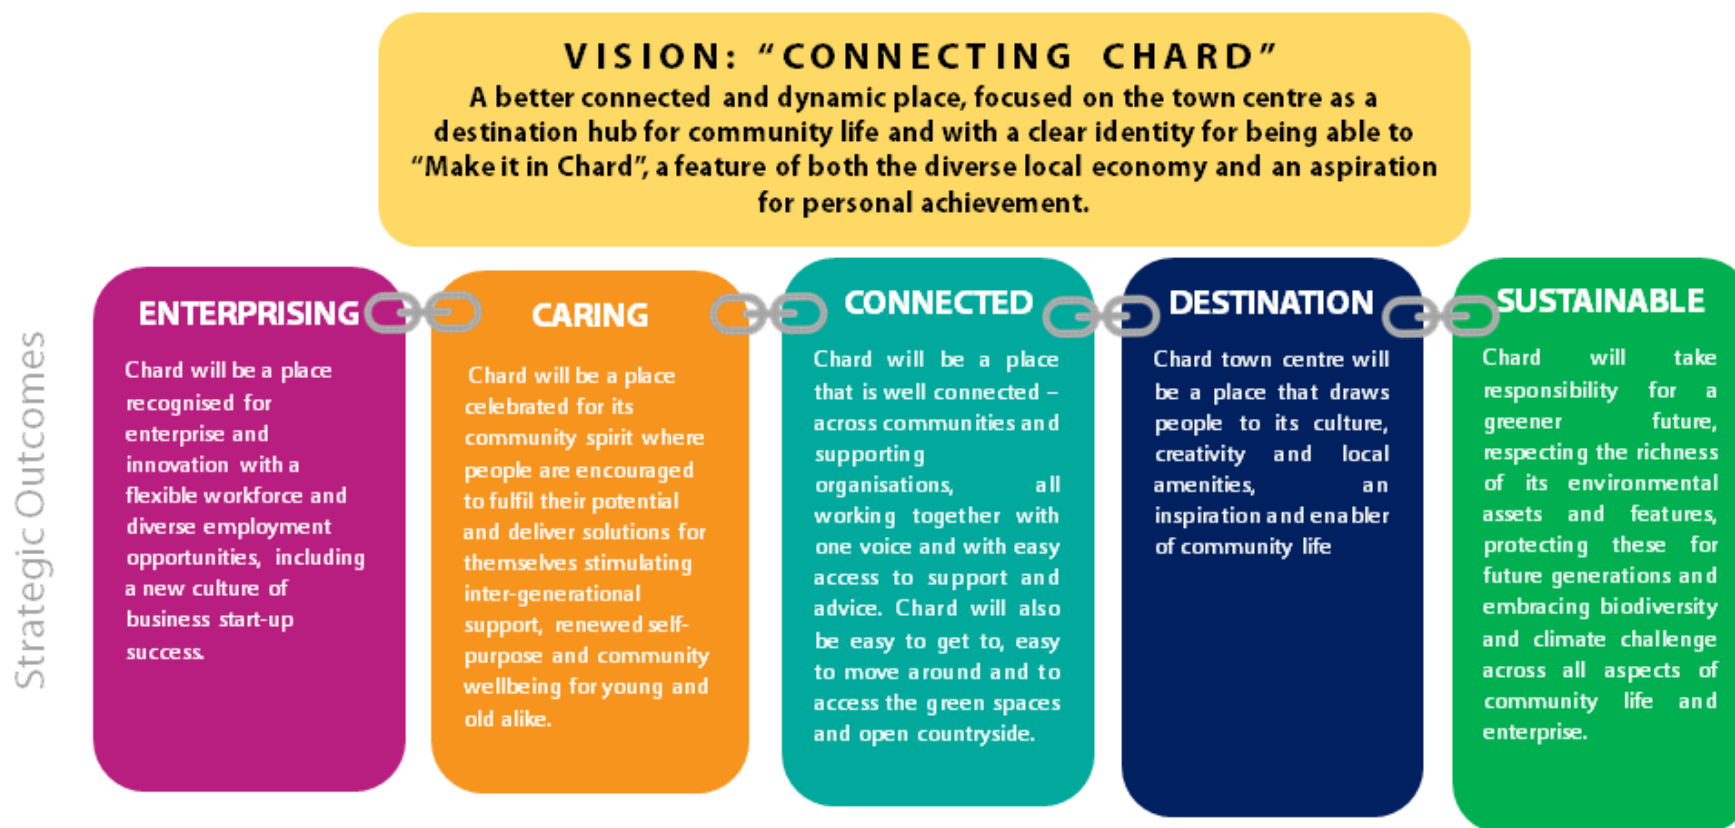 VISION: “CONNECTING CHARD”
A better connected and dynamic place, focused on the town centre as a
destination hub for community life and with a clear identity for being able to
“Make it in Chard”, a feature of both the diverse local economy and an aspiration
for personal achievement.
Strategic Outcomes
ENTERPRISING
Chard will be a place
recognised for
enterprise and
innovation with a
flexible workforce and
diverse employment
opportunities, including
a new culture of
business start-up
success.
CARING
Chard will be a place
celebrated for its
community spirit where
people are encouraged
to fulfil their potential
and deliver solutions for
themselves stimulating
inter-generational
support, renewed self-
purpose and community
wellbeing for young and
old alike.
CONNECTED
Chard will be a place
that is well connected –
across communities and
supporting
organisations, all
working together with
one voice and with easy
access to support and
advice. Chard will also
be easy to get to, easy
to move around and to
access the green spaces
and open countryside.
DESTINATION
Chard town centre will
be a place that draws
people to its culture,
creativity and local
amenities, an
inspiration and enabler
of community life
SUSTAINABLE
Chard will take
responsibility for a
greener future,
respecting the richness
of its environmental
assets and features,
protecting these for
future generations and
embracing biodiversity
and climate challenge
across all aspects of
community life and
enterprise.